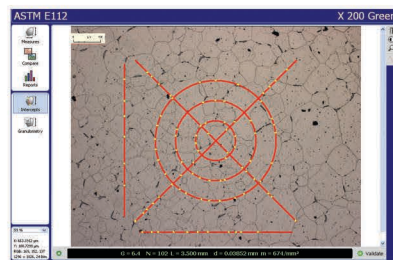 ASTM E112
X 200 Green
Measures
Compare
Reports
Intercepts
Granulometry
G = 6.4 N = 102 L = 3.500 mm d = 0.03852 mm m = 674/mm²
Validate